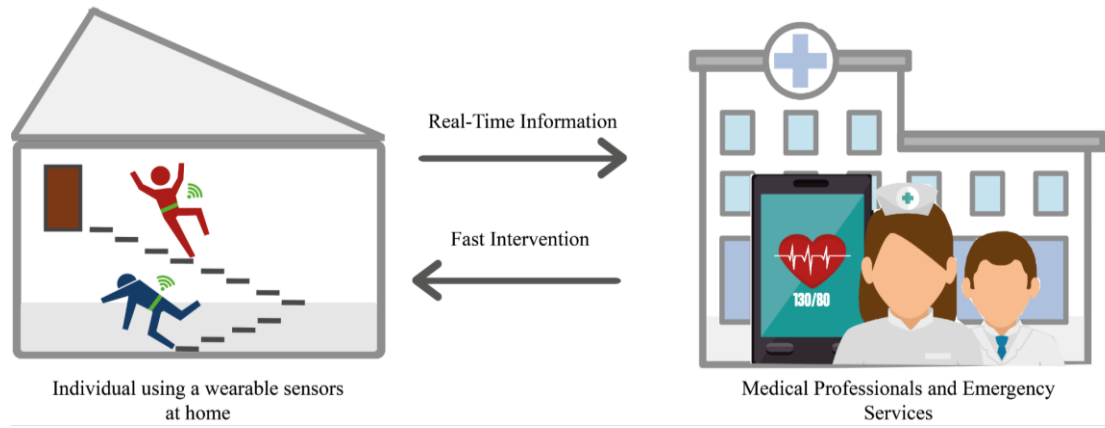 Real-Time Information
Fast Intervention
130/80
Individual using a wearable sensors
at home
Medical Professionals and Emergency
Services